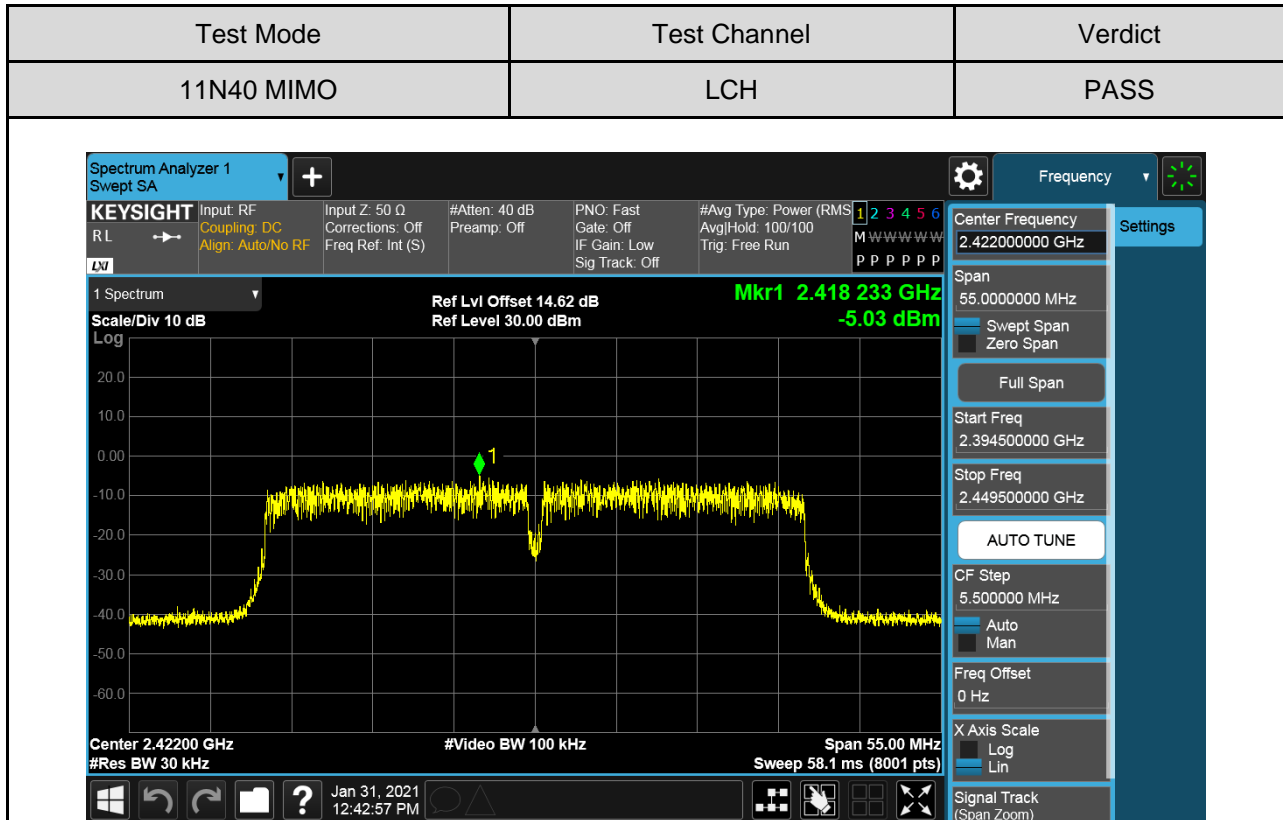 Test Mode Test Channel Verdict
11N40 MIMO LCH PASS
Spectrum Analyzer 1
Swept SA
Frequency
KEYSIGHT
RL
LXI
Input: RF
Coupling: DC
Align: Auto/No RF
Input Z: 50 Ω
Corrections: Off
Freq Ref: Int (S)
#Atten: 40 dB
Preamp: Off
PNO: Fast
Gate: Off
IF Gain: Low
Sig Track: Off
#Avg Type: Power (RMS
Avg|Hold: 100/100
Trig: Free Run
1 2 3 4 5 6
M W W W W W
P P P P P P
1 Spectrum
Scale/Div 10 dB
Ref Lvl Offset 14.62 dB
Ref Level 30.00 dBm
Mkr1 2.418 233 GHz
-5.03 dBm
Log
20.0
10.0
0.00
-10.0
-20.0
-30.0
-40.0
-50.0
-60.0
1
Center 2.42200 GHz
#Res BW 30 kHz
#Video BW 100 kHz
Span 55.00 MHz
Sweep 58.1 ms (8001 pts)
Jan 31, 2021
12:42:57 PM
Center Frequency
2.422000000 GHz
Span
55.0000000 MHz
Swept Span
Zero Span
Full Span
Start Freq
2.394500000 GHz
Stop Freq
2.449500000 GHz
AUTO TUNE
CF Step
5.500000 MHz
Auto
Man
Freq Offset
0 Hz
X Axis Scale
Log
Lin
Signal Track
(Span Zoom)
Settings